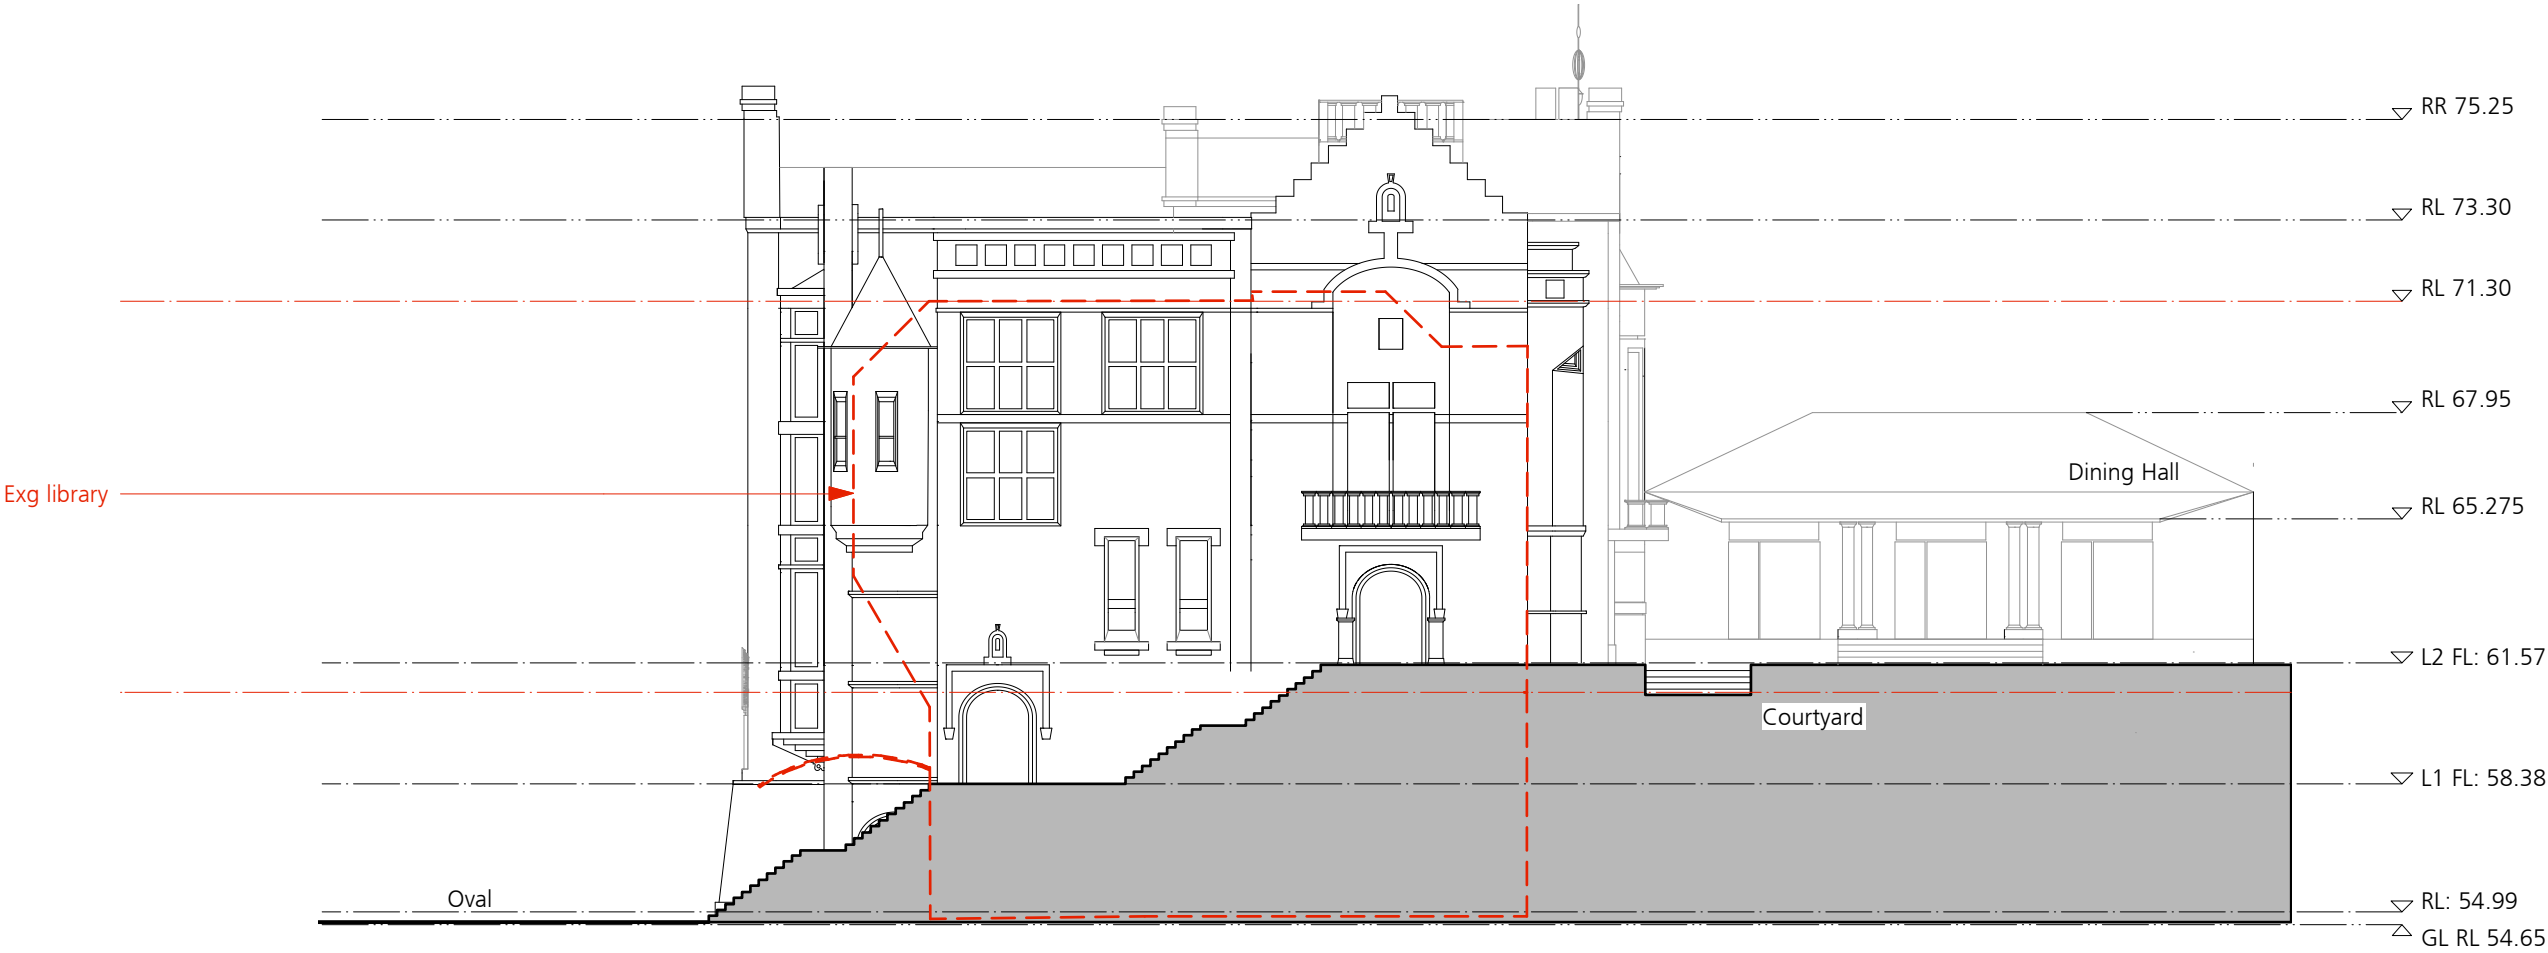 RR 75.25
RL 73.30
RL 71.30
RL 67.95
Dining Hall
Exg library
RL 65.275
L2 FL: 61.57
Courtyard
L1 FL: 58.38
Oval
RL: 54.99
GL RL 54.65